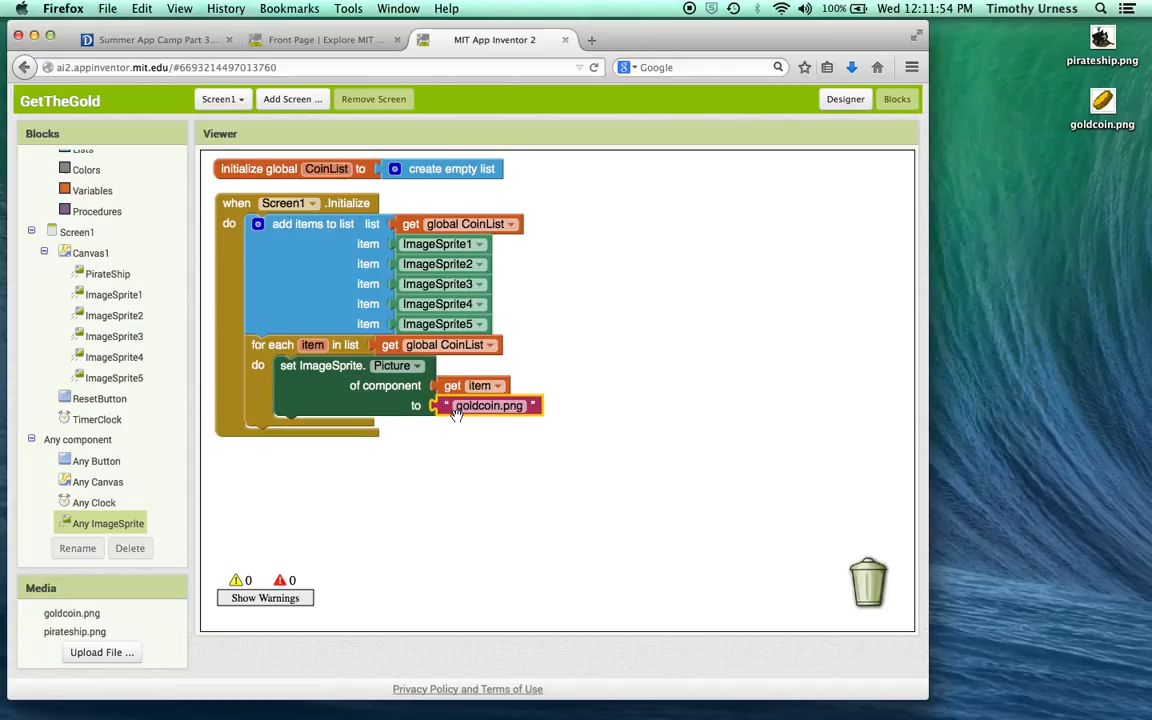 Firefox File Edit View History Bookmarks Tools Window Help 100% Wed 12:11:54 PM Timothy Urness
Summer App Camp Part 3... Front Page | Explore MIT ... MIT App Inventor 2
ai2.appinventor.mit.edu/#6693214497013760 Google
pirateship.png
goldcoin.png
GetTheGold Screen1 Add Screen ... Remove Screen Designer Blocks
Blocks Viewer
Lists
Colors
Variables
Procedures
Screen1
Canvas1
PirateShip
ImageSprite1
ImageSprite2
ImageSprite3
ImageSprite4
ImageSprite5
ResetButton
TimerClock
Any component
Any Button
Any Canvas
Any Clock
Any ImageSprite
Rename Delete
Media
goldcoin.png
pirateship.png
Upload File ...
initialize global CoinList to create empty list
when Screen1 .Initialize
do add items to list list get global CoinList
item ImageSprite1
item ImageSprite2
item ImageSprite3
item ImageSprite4
item ImageSprite5
for each item in list get global CoinList
do set ImageSprite. Picture
of component get item
to " goldcoin.png "
0 0
Show Warnings
Privacy Policy and Terms of Use